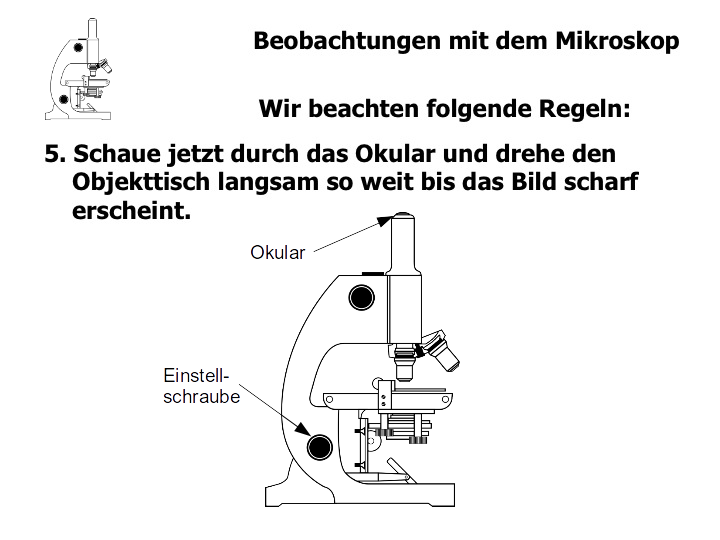 Beobachtungen mit dem Mikroskop
Wir beachten folgende Regeln:
5. Schaue jetzt durch das Okular und drehe den
Objekttisch langsam so weit bis das Bild scharf
erscheint.
Okular
Einstell-
schraube